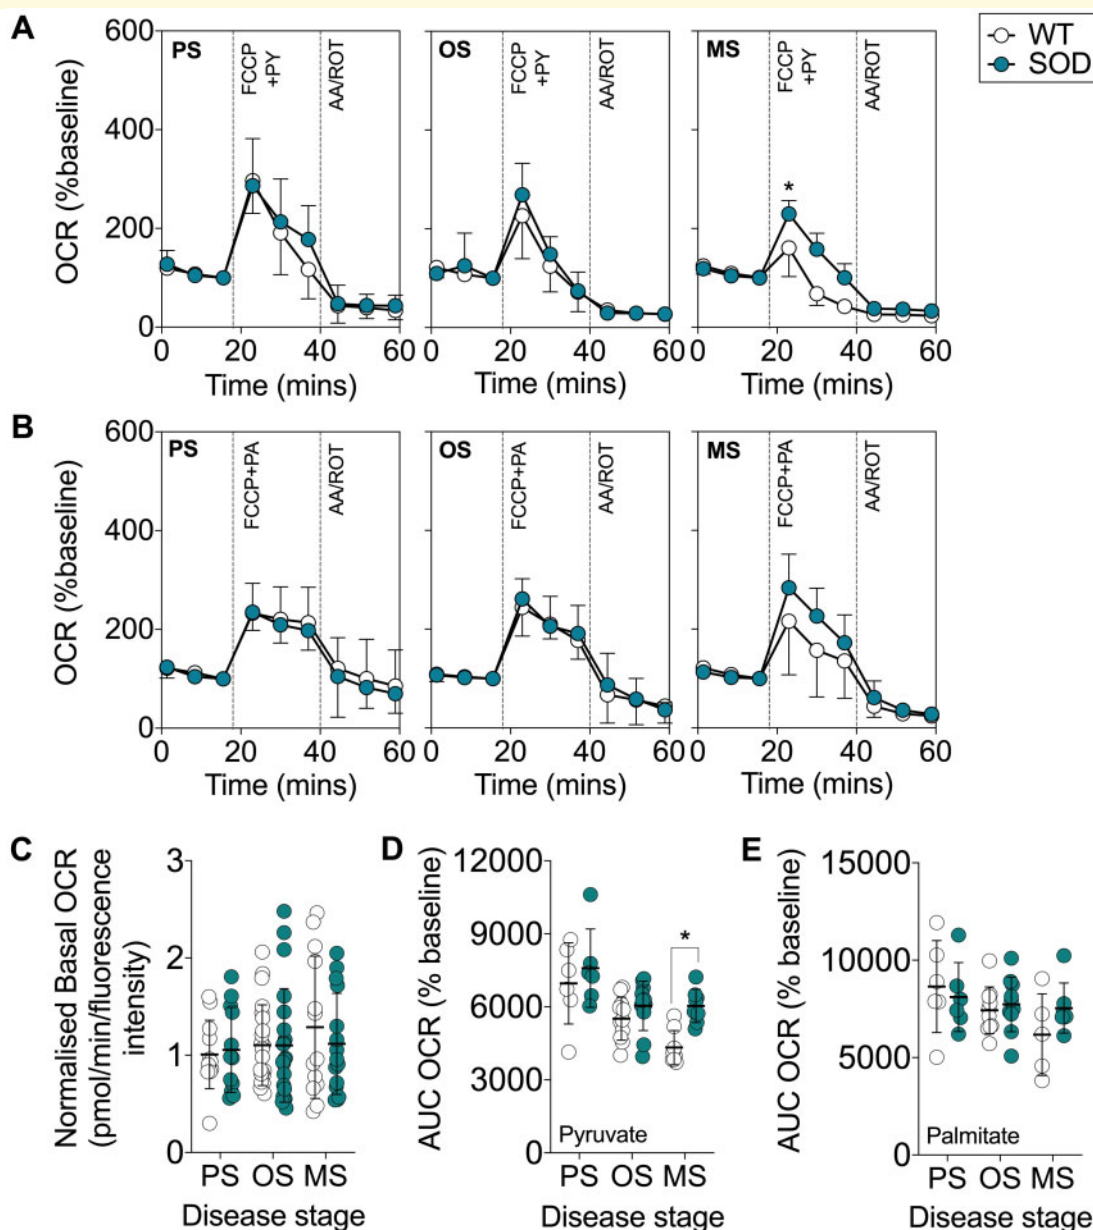 A
PS
FCCP
+PY
AA/ROT
OS
FCCP
+PY
AA/ROT
MS
FCCP
+PY
AA/ROT
WT
SOD
OCR (%baseline)
600
400
200
0
*
0 20 40 60
0 20 40 60
0 20 40 60
Time (mins)
Time (mins)
Time (mins)
B
PS
FCCP+PA
AA/ROT
OS
FCCP+PA
AA/ROT
MS
FCCP+PA
AA/ROT
OCR (%baseline)
600
400
200
0
0 20 40 60
0 20 40 60
0 20 40 60
Time (mins)
Time (mins)
Time (mins)
C
Normalised Basal OCR
(pmol/min/fluorescence
intensity)
3
2
1
0
PS OS MS
Disease stage
D
AUC OCR (% baseline)
12000
9000
6000
3000
0
*
Pyruvate
PS OS MS
Disease stage
E
AUC OCR (% baseline)
15000
10000
5000
0
Palmitate
PS OS MS
Disease stage